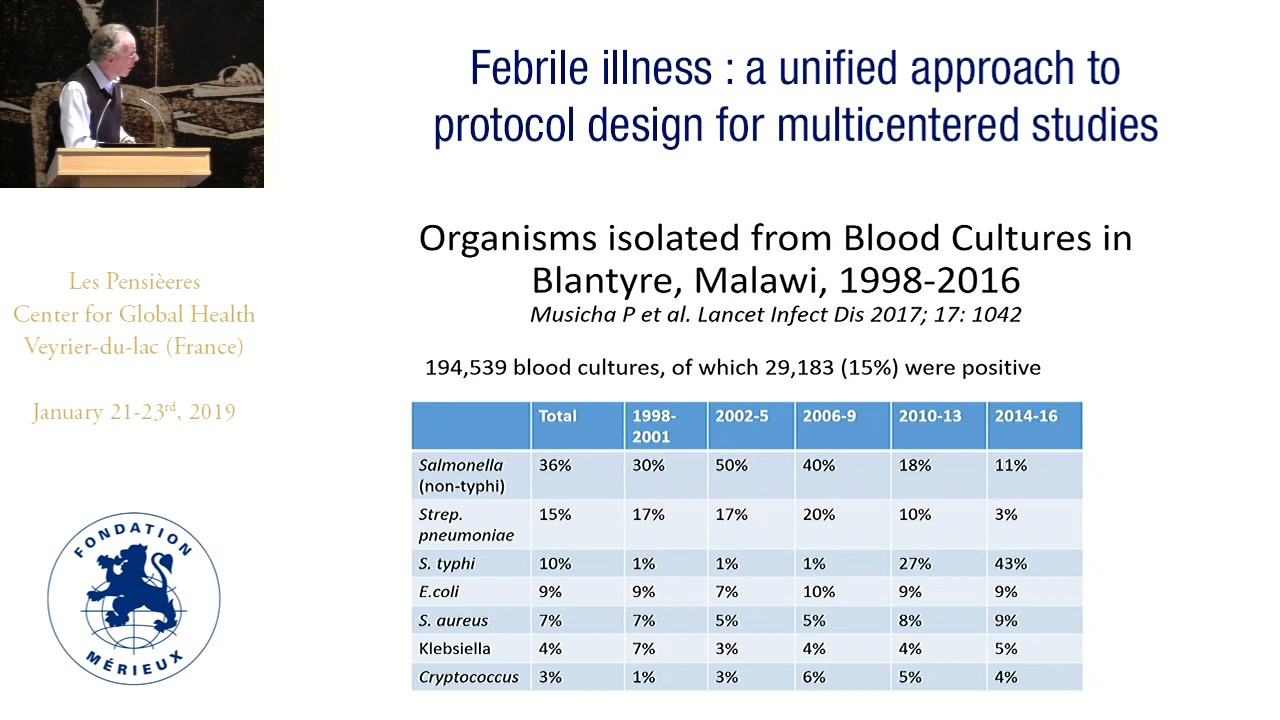 Febrile illness : a unified approach to
protocol design for multicentered studies
Les Pensièeres
Center for Global Health
Veyrier-du-lac (France)
January 21-23rd, 2019
FONDATION
MÉRIEUX
Organisms isolated from Blood Cultures in
Blantyre, Malawi, 1998-2016
Musicha P et al. Lancet Infect Dis 2017; 17: 1042
194,539 blood cultures, of which 29,183 (15%) were positive
Total 1998-2001 2002-5 2006-9 2010-13 2014-16
Salmonella (non-typhi) 36% 30% 50% 40% 18% 11%
Strep. pneumoniae 15% 17% 17% 20% 10% 3%
S. typhi 10% 1% 1% 1% 27% 43%
E.coli 9% 9% 7% 10% 9% 9%
S. aureus 7% 7% 5% 5% 8% 9%
Klebsiella 4% 7% 3% 4% 4% 5%
Cryptococcus 3% 1% 3% 6% 5% 4%